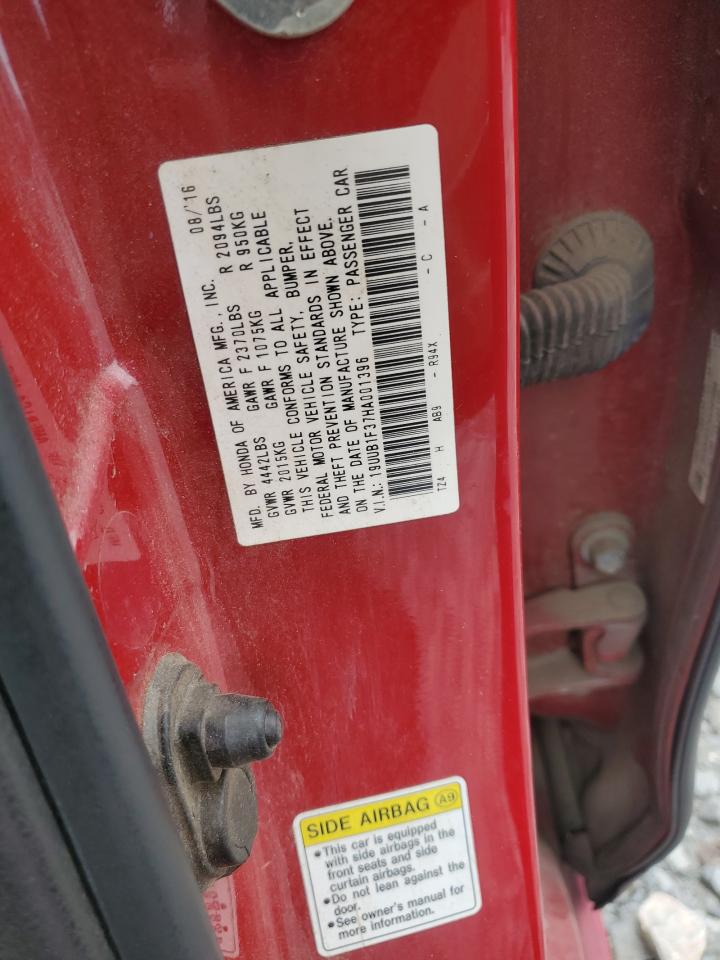 MFD. BY HONDA OF AMERICA MFG., INC. 08/'16
GVWR 4442LBS GAWR F 2370LBS R 2094LBS
GVWR 2015KG GAWR F 1075KG R 950KG
THIS VEHICLE CONFORMS TO ALL APPLICABLE
FEDERAL MOTOR VEHICLE SAFETY, BUMPER,
AND THEFT PREVENTION STANDARDS IN EFFECT
ON THE DATE OF MANUFACTURE SHOWN ABOVE.
V.I.N.: 19UUB1F37HA001396 TYPE: PASSENGER CAR
TZ4 H AB9 - R94X - C - A
SIDE AIRBAG A9
• This car is equipped
with side airbags in the
front seats and side
curtain airbags.
• Do not lean against the
door.
• See owner's manual for
more information.